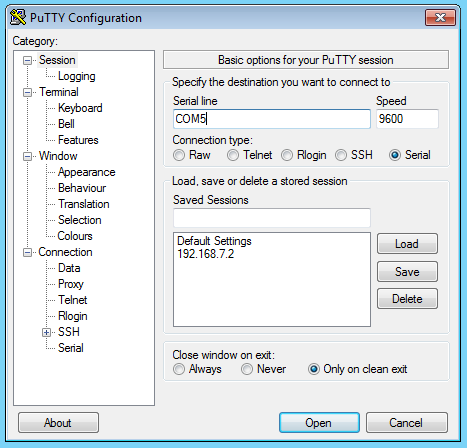 PuTTY Configuration
Category:
Session
Logging
Terminal
Keyboard
Bell
Features
Window
Appearance
Behaviour
Translation
Selection
Colours
Connection
Data
Proxy
Telnet
Rlogin
SSH
Serial
Basic options for your PuTTY session
Specify the destination you want to connect to
Serial line Speed
COM5 9600
Connection type:
Raw Telnet Rlogin SSH Serial
Load, save or delete a stored session
Saved Sessions
Default Settings
192.168.7.2
Load
Save
Delete
Close window on exit:
Always Never Only on clean exit
About Open Cancel